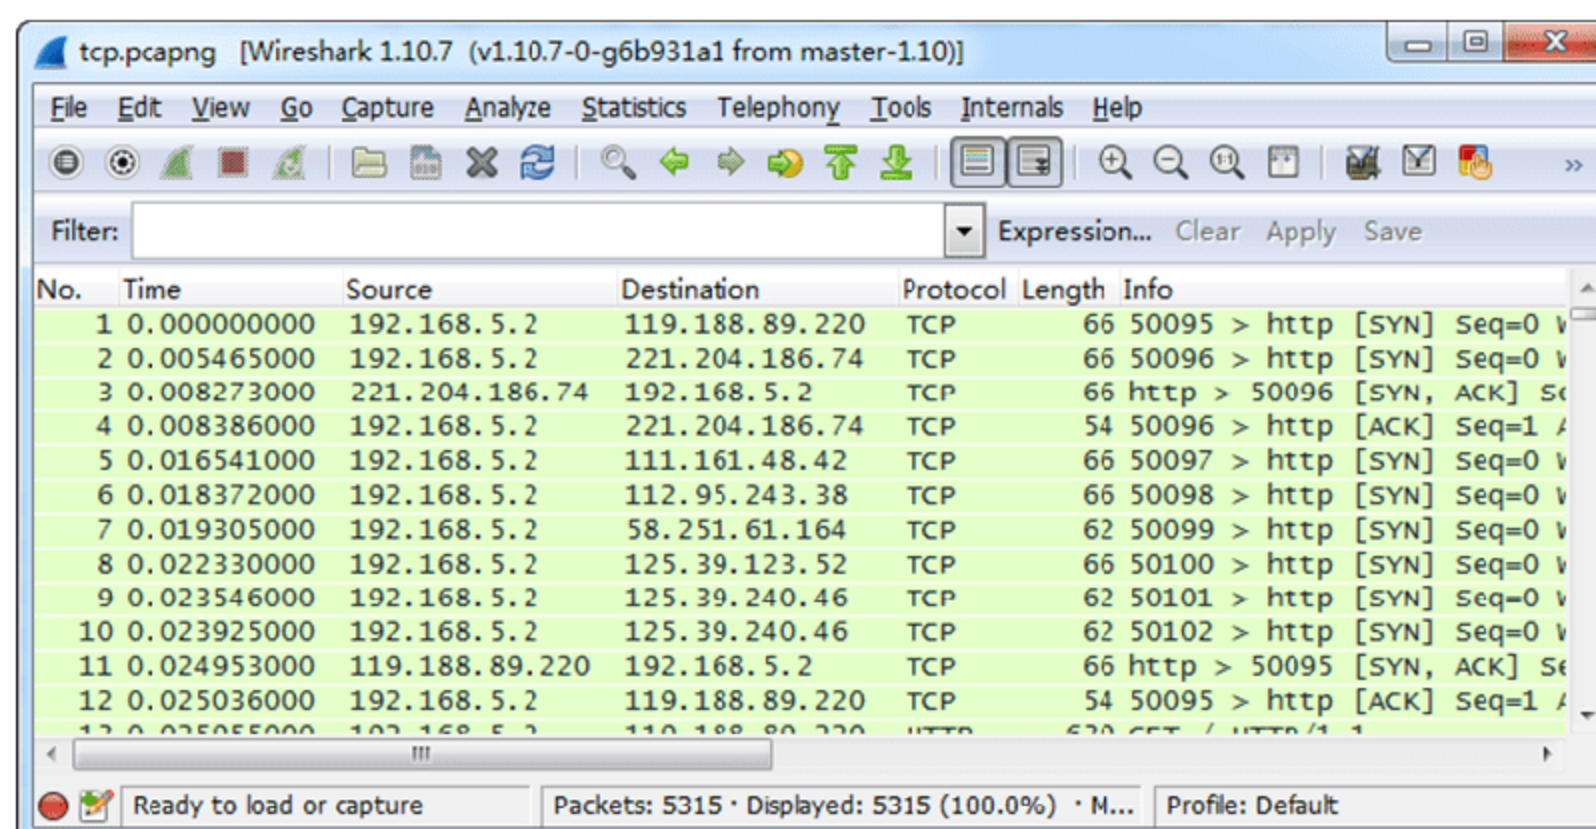 tcp.pcapng [Wireshark 1.10.7 (v1.10.7-0-g6b931a1 from master-1.10)]
File Edit View Go Capture Analyze Statistics Telephony Tools Internals Help
Filter: Expression... Clear Apply Save
No. Time Source Destination Protocol Length Info
1 0.000000000 192.168.5.2 119.188.89.220 TCP 66 50095 > http [SYN] Seq=0
2 0.005465000 192.168.5.2 221.204.186.74 TCP 66 50096 > http [SYN] Seq=0
3 0.008273000 221.204.186.74 192.168.5.2 TCP 66 http > 50096 [SYN, ACK]
4 0.008386000 192.168.5.2 221.204.186.74 TCP 54 50096 > http [ACK] Seq=1
5 0.016541000 192.168.5.2 111.161.48.42 TCP 66 50097 > http [SYN] Seq=0
6 0.018372000 192.168.5.2 112.95.243.38 TCP 66 50098 > http [SYN] Seq=0
7 0.019305000 192.168.5.2 58.251.61.164 TCP 62 50099 > http [SYN] Seq=0
8 0.022330000 192.168.5.2 125.39.123.52 TCP 66 50100 > http [SYN] Seq=0
9 0.023546000 192.168.5.2 125.39.240.46 TCP 62 50101 > http [SYN] Seq=0
10 0.023925000 192.168.5.2 125.39.240.46 TCP 62 50102 > http [SYN] Seq=0
11 0.024953000 119.188.89.220 192.168.5.2 TCP 66 http > 50095 [SYN, ACK]
12 0.025036000 192.168.5.2 119.188.89.220 TCP 54 50095 > http [ACK] Seq=1
Ready to load or capture Packets: 5315 · Displayed: 5315 (100.0%) · M... Profile: Default